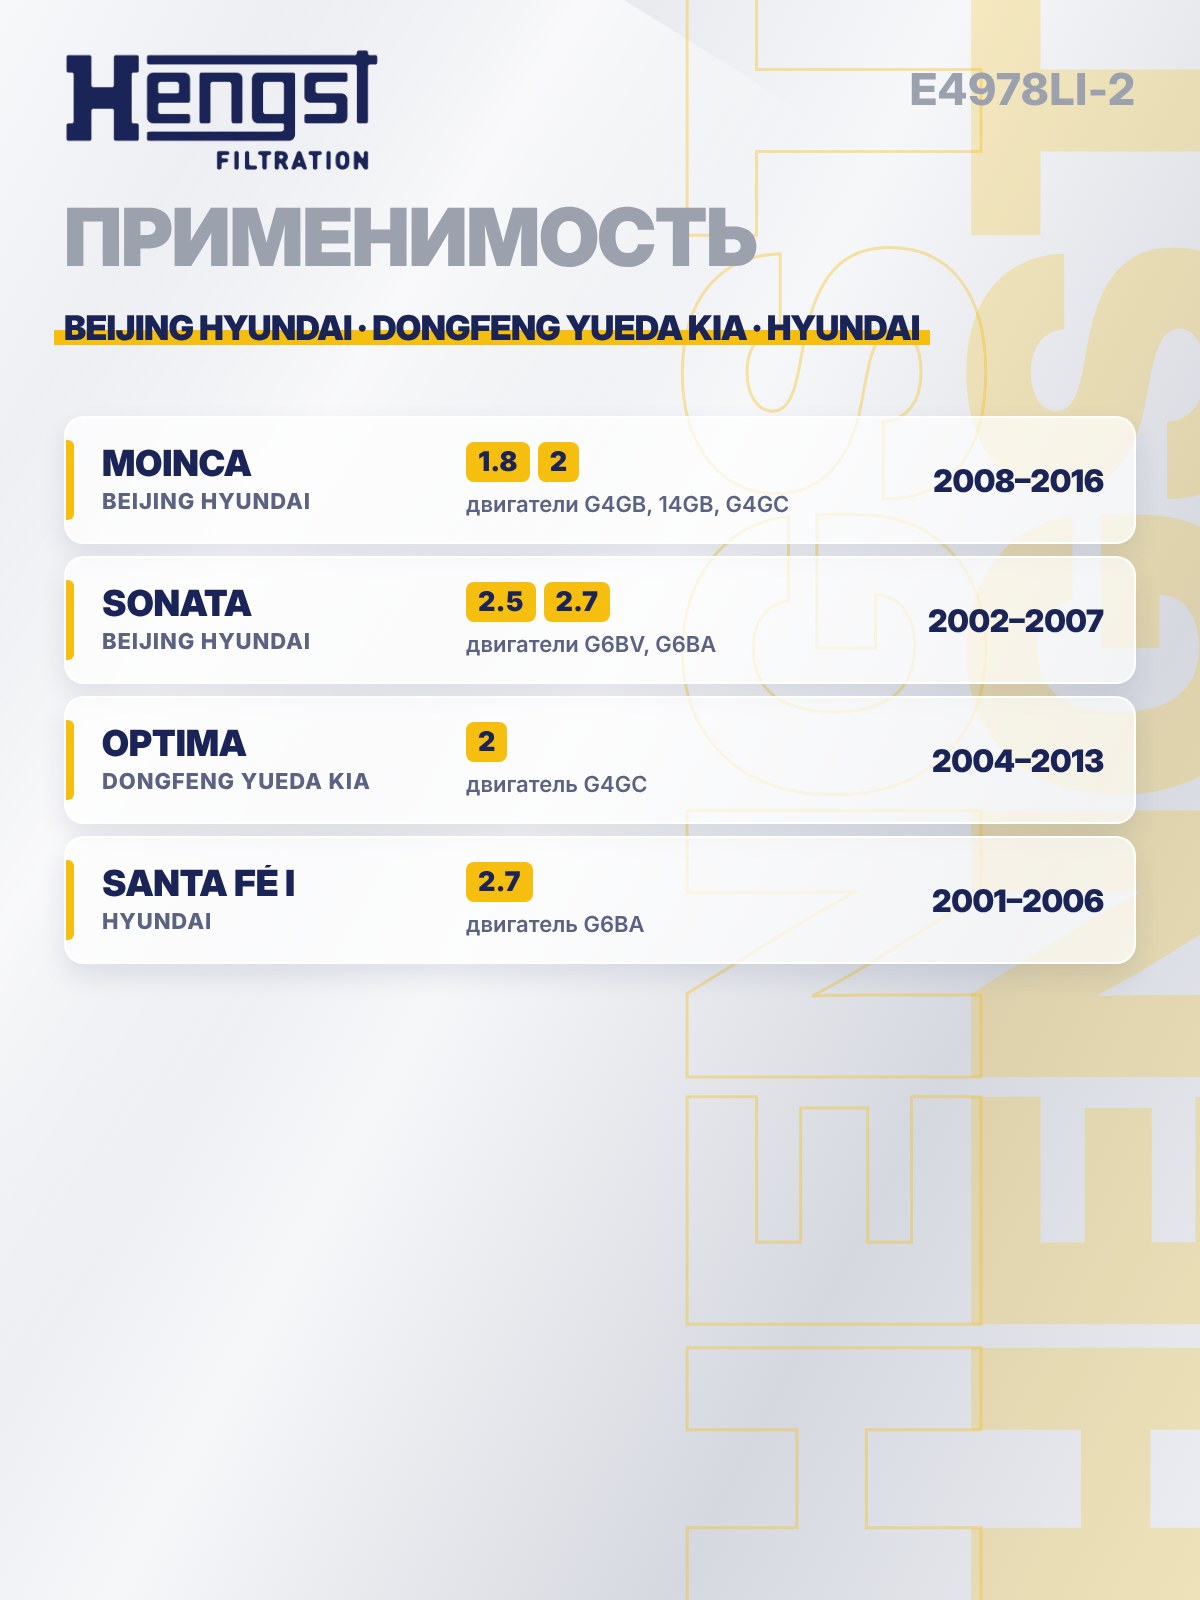 Hengst
FILTRATION
E4978LI-2
ПРИМЕНИМОСТЬ
BEIJING HYUNDAI · DONGFENG YUEDA KIA · HYUNDAI
MOINCA
BEIJING HYUNDAI
1.8 2
двигатели G4GB, 14GB, G4GC
2008–2016
SONATA
BEIJING HYUNDAI
2.5 2.7
двигатели G6BV, G6BA
2002–2007
OPTIMA
DONGFENG YUEDA KIA
2
двигатель G4GC
2004–2013
SANTA FÉ I
HYUNDAI
2.7
двигатель G6BA
2001–2006
HENGST
HENGST